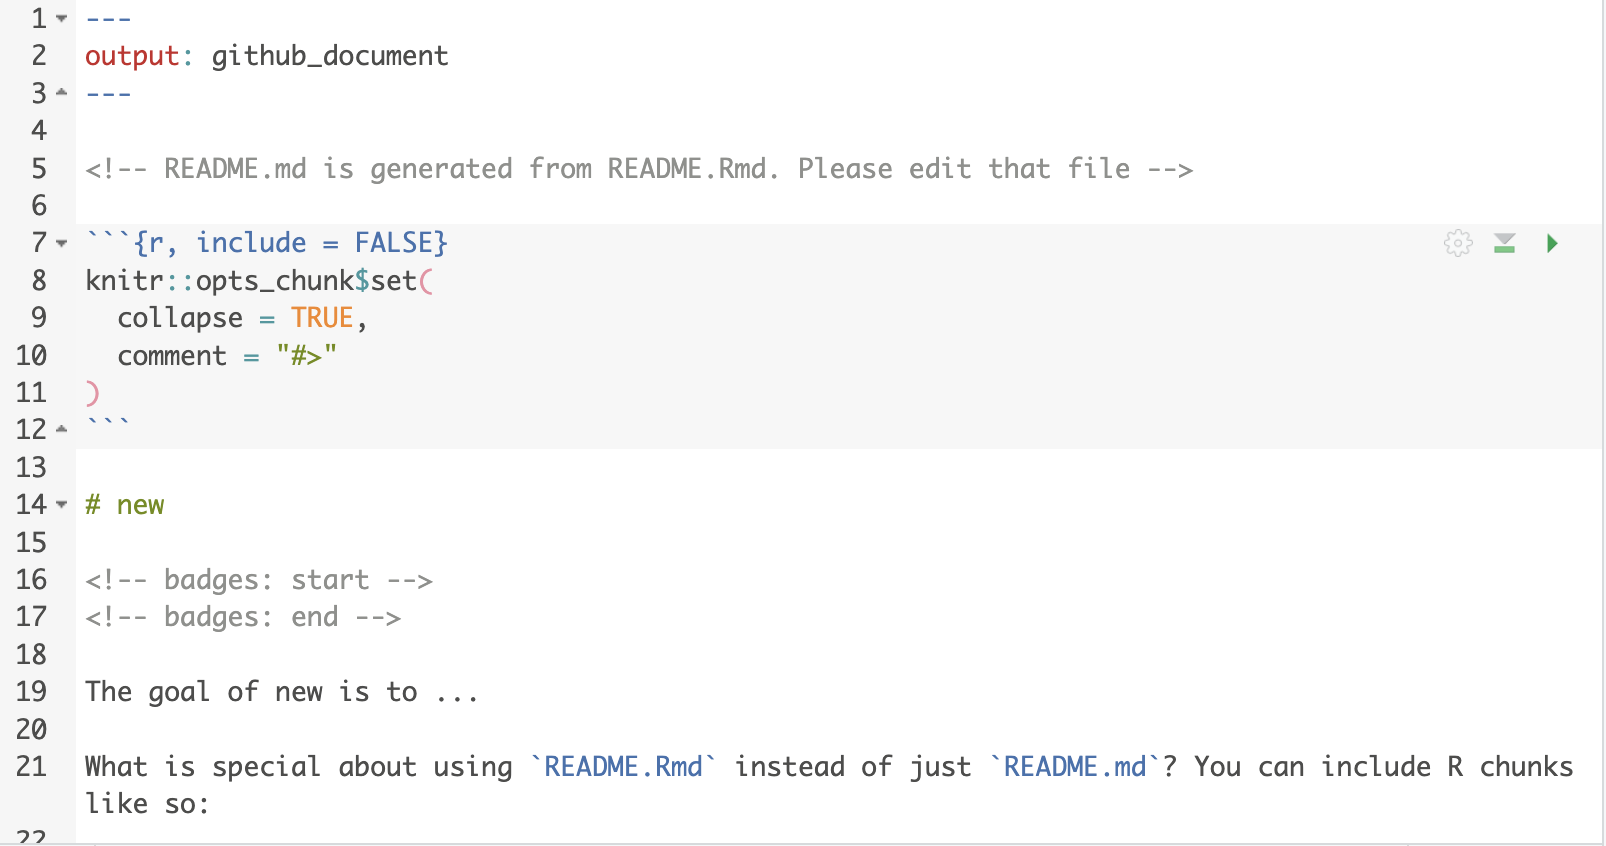 1 ---
2 output: github_document
3 ---
4
5 <!-- README.md is generated from README.Rmd. Please edit that file -->
6
7 ```{r, include = FALSE}
8 knitr::opts_chunk$set(
9   collapse = TRUE,
10   comment = "#>"
11 )
12 ```
13
14 # new
15
16 <!-- badges: start -->
17 <!-- badges: end -->
18
19 The goal of new is to ...
20
21 What is special about using `README.Rmd` instead of just `README.md`? You can include R chunks
like so:
22